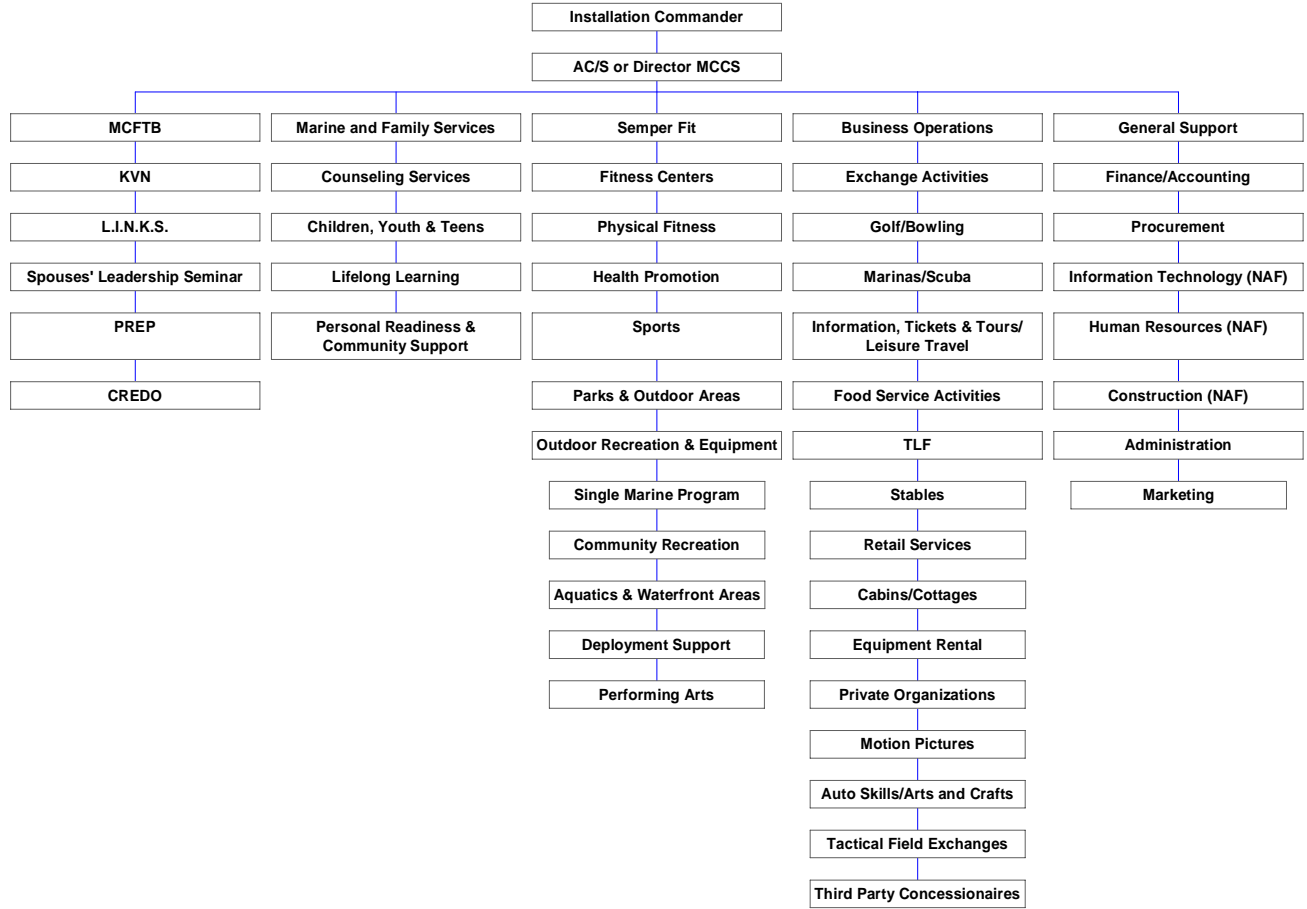 Installation Commander
AC/S or Director MCCS
MCFTB
KVN
L.I.N.K.S.
Spouses' Leadership Seminar
PREP
CREDO
Marine and Family Services
Counseling Services
Children, Youth & Teens
Lifelong Learning
Personal Readiness &
Community Support
Semper Fit
Fitness Centers
Physical Fitness
Health Promotion
Sports
Parks & Outdoor Areas
Outdoor Recreation & Equipment
Single Marine Program
Community Recreation
Aquatics & Waterfront Areas
Deployment Support
Performing Arts
Business Operations
Exchange Activities
Golf/Bowling
Marinas/Scuba
Information, Tickets & Tours/
Leisure Travel
Food Service Activities
TLF
Stables
Retail Services
Cabins/Cottages
Equipment Rental
Private Organizations
Motion Pictures
Auto Skills/Arts and Crafts
Tactical Field Exchanges
Third Party Concessionaires
General Support
Finance/Accounting
Procurement
Information Technology (NAF)
Human Resources (NAF)
Construction (NAF)
Administration
Marketing